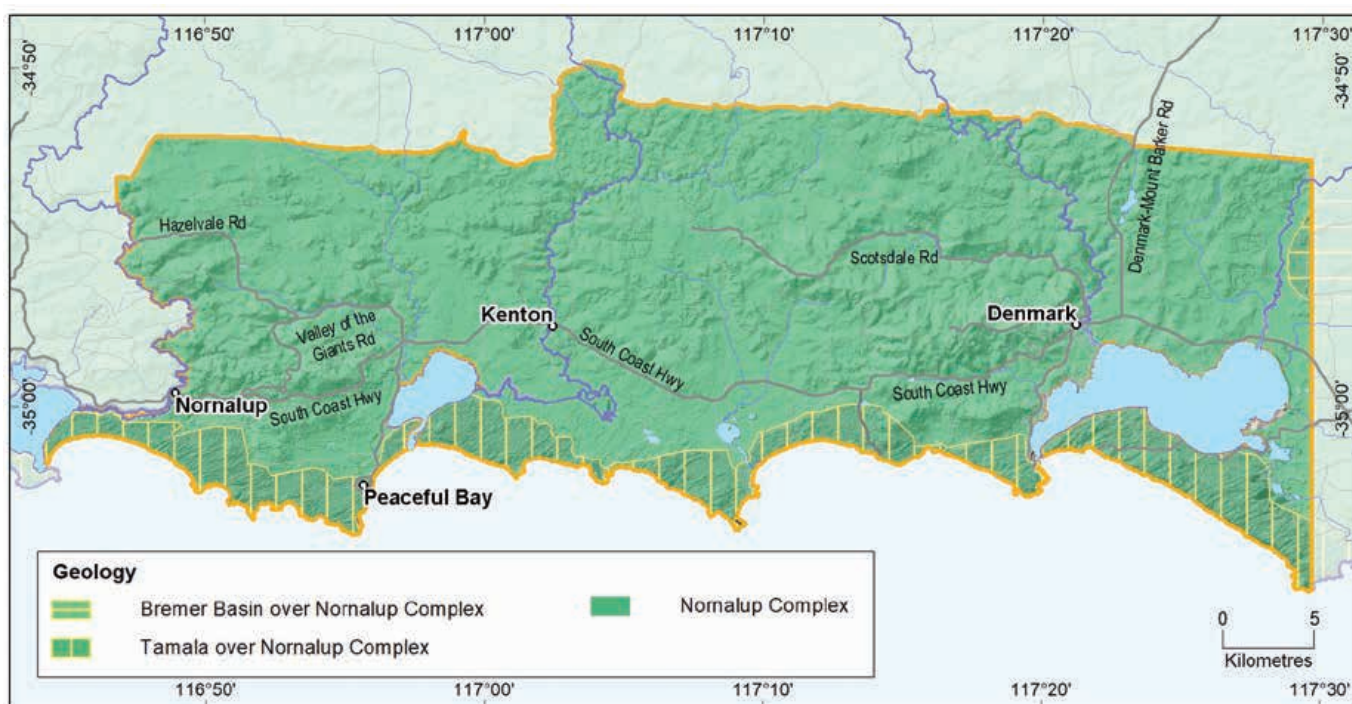 116°50'
117°00'
117°10'
117°20'
117°30'
-34°50'
-34°50'
Denmark-Mount Barker Rd
Hazelvale Rd
Scotsdale Rd
Kenton
Denmark
Valley of the
Giants Rd
South Coast Hwy
South Coast Hwy
-35°00'
Nornalup
South Coast Hwy
-35°00'
Peaceful Bay
Geology
Bremer Basin over Nornalup Complex
Nornalup Complex
Tamala over Nornalup Complex
0 5
Kilometres
116°50'
117°00'
117°10'
117°20'
117°30'